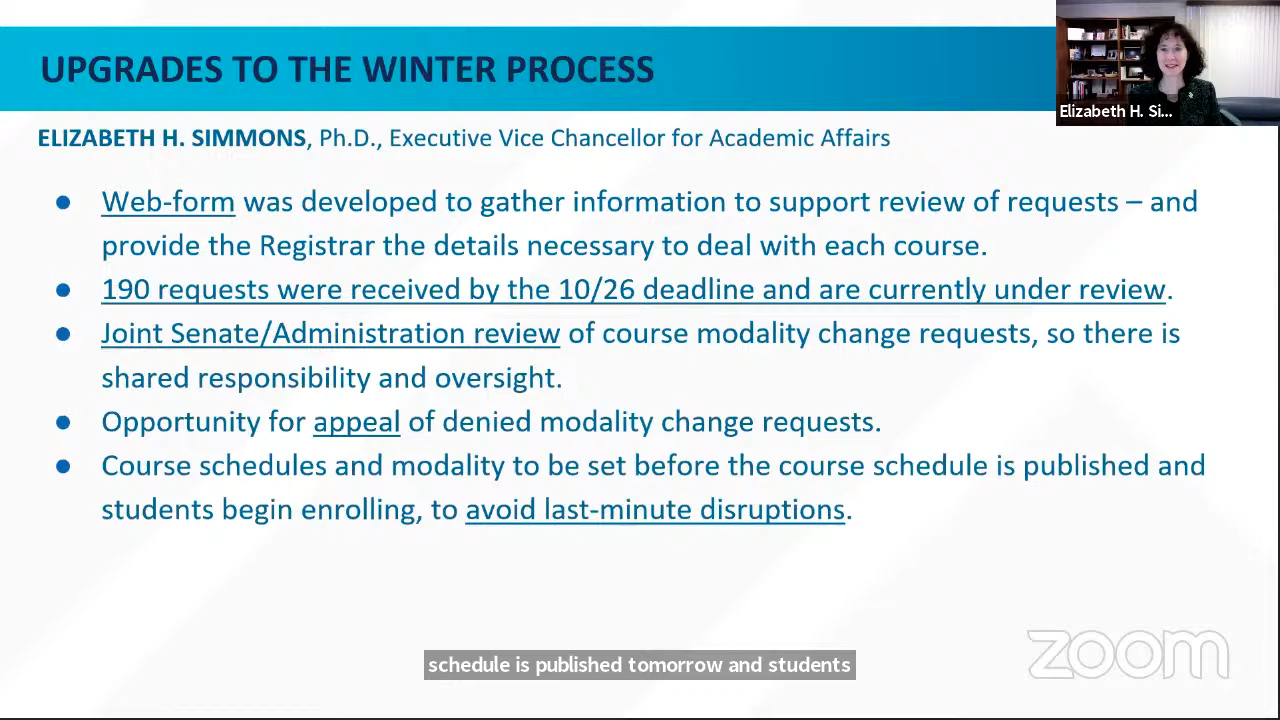 UPGRADES TO THE WINTER PROCESS
Elizabeth H. Si...
ELIZABETH H. SIMMONS, Ph.D., Executive Vice Chancellor for Academic Affairs
● Web-form was developed to gather information to support review of requests – and
provide the Registrar the details necessary to deal with each course.
● 190 requests were received by the 10/26 deadline and are currently under review.
● Joint Senate/Administration review of course modality change requests, so there is
shared responsibility and oversight.
● Opportunity for appeal of denied modality change requests.
● Course schedules and modality to be set before the course schedule is published and
students begin enrolling, to avoid last-minute disruptions.
schedule is published tomorrow and students
zoom